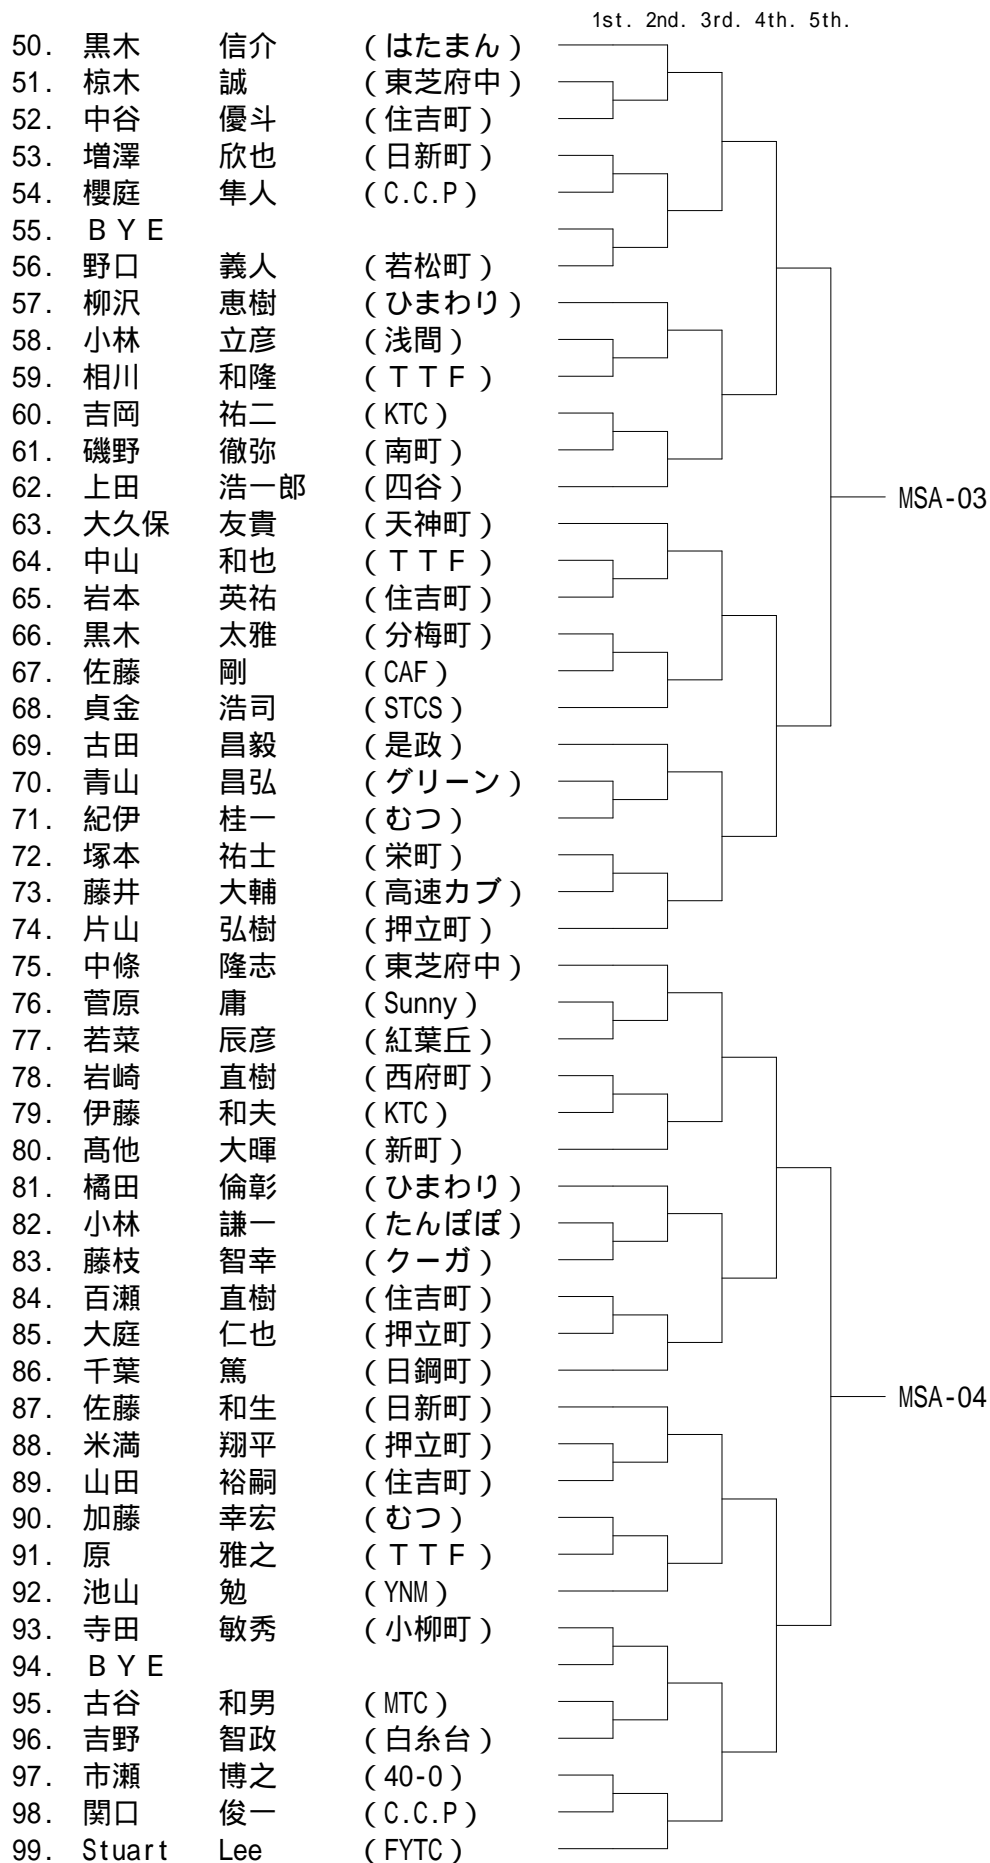 1st. 2nd. 3rd. 4th. 5th.
50. 黒木 信介 (はたまん)
51. 椋木 誠 (東芝府中)
52. 中谷 優斗 (住吉町)
53. 増澤 欣也 (日新町)
54. 櫻庭 隼人 (C.C.P)
55. ＢＹＥ
56. 野口 義人 (若松町)
57. 柳沢 恵樹 (ひまわり)
58. 小林 立彦 (浅間)
59. 相川 和隆 (ＴＴＦ)
60. 吉岡 祐二 (KTC)
61. 磯野 徹弥 (南町)
62. 上田 浩一郎 (四谷)
MSA-03
63. 大久保 友貴 (天神町)
64. 中山 和也 (ＴＴＦ)
65. 岩本 英祐 (住吉町)
66. 黒木 太雅 (分梅町)
67. 佐藤 剛 (CAF)
68. 貞金 浩司 (STCS)
69. 古田 昌毅 (是政)
70. 青山 昌弘 (グリーン)
71. 紀伊 桂一 (むつ)
72. 塚本 祐士 (栄町)
73. 藤井 大輔 (高速カブ)
74. 片山 弘樹 (押立町)
75. 中條 隆志 (東芝府中)
76. 菅原 庸 (Sunny)
77. 若菜 辰彦 (紅葉丘)
78. 岩崎 直樹 (西府町)
79. 伊藤 和夫 (KTC)
80. 髙他 大暉 (新町)
81. 橘田 倫彰 (ひまわり)
82. 小林 謙一 (たんぽぽ)
83. 藤枝 智幸 (クーガ)
84. 百瀬 直樹 (住吉町)
85. 大庭 仁也 (押立町)
86. 千葉 篤 (日鋼町)
MSA-04
87. 佐藤 和生 (日新町)
88. 米満 翔平 (押立町)
89. 山田 裕嗣 (住吉町)
90. 加藤 幸宏 (むつ)
91. 原 雅之 (ＴＴＦ)
92. 池山 勉 (YNM)
93. 寺田 敏秀 (小柳町)
94. ＢＹＥ
95. 古谷 和男 (MTC)
96. 吉野 智政 (白糸台)
97. 市瀬 博之 (40-0)
98. 関口 俊一 (C.C.P)
99. Stuart Lee (FYTC)